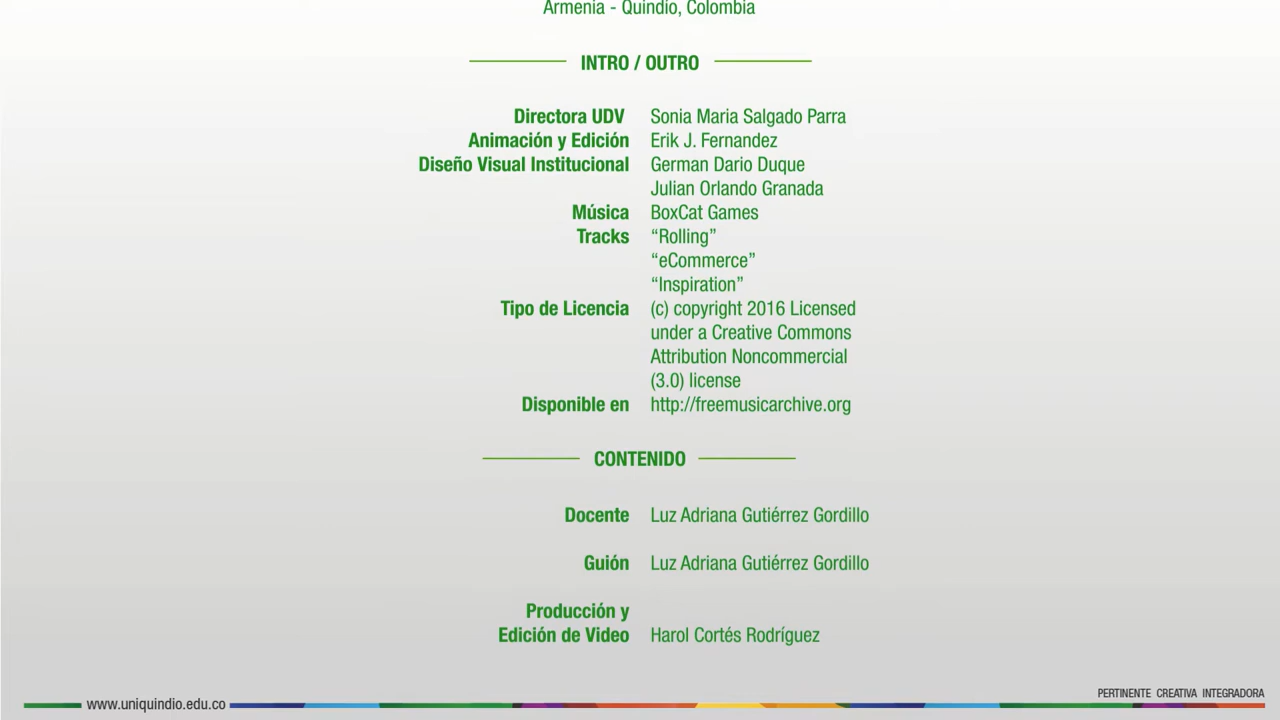 Armenia - Quindio, Colombia
INTRO / OUTRO
Directora UDV Sonia Maria Salgado Parra
Animación y Edición Erik J. Fernandez
Diseño Visual Institucional German Dario Duque
Julian Orlando Granada
Música BoxCat Games
Tracks “Rolling”
“eCommerce”
“Inspiration”
Tipo de Licencia (c) copyright 2016 Licensed
under a Creative Commons
Attribution Noncommercial
(3.0) license
Disponible en http://freemusicarchive.org
CONTENIDO
Docente Luz Adriana Gutiérrez Gordillo
Guión Luz Adriana Gutiérrez Gordillo
Producción y
Edición de Video Harol Cortés Rodríguez
PERTINENTE CREATIVA INTEGRADORA
www.uniquindio.edu.co